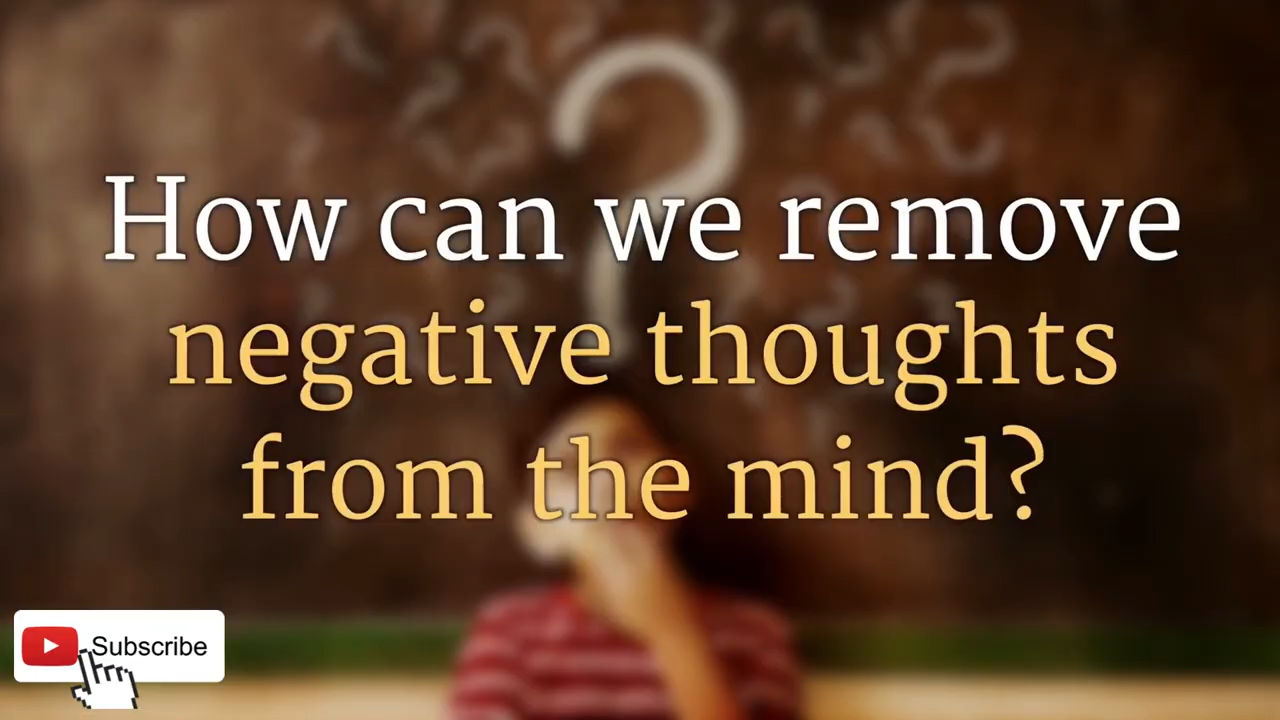 How can we remove
negative thoughts
from the mind?
Subscribe